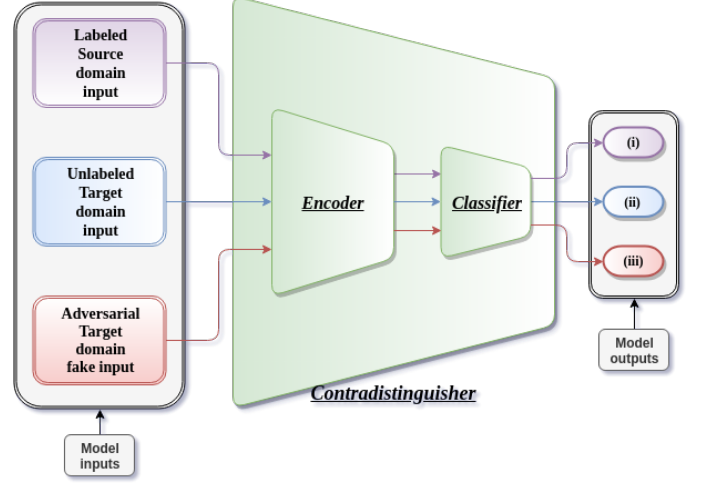 Labeled
Source
domain
input
Unlabeled
Target
domain
input
Adversarial
Target
domain
fake input
Model
inputs
Encoder
Classifier
Contradistinguisher
(i)
(ii)
(iii)
Model
outputs